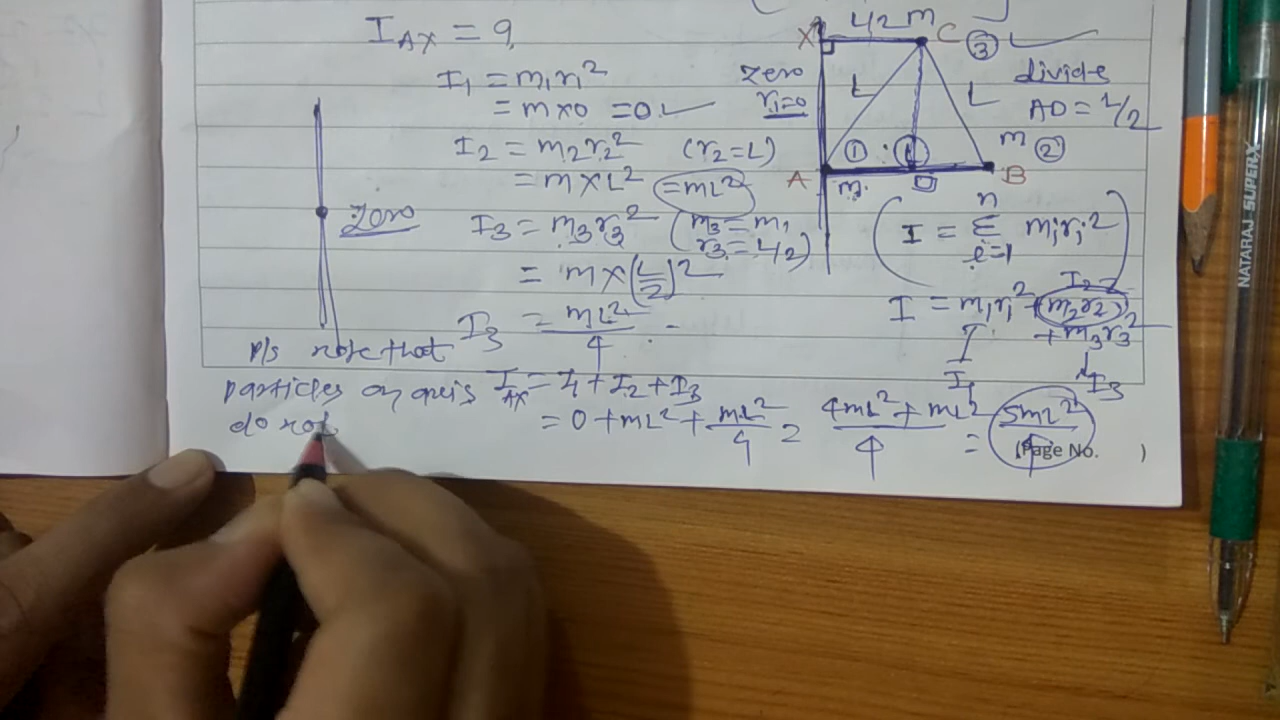 I_AX = ?
I₁ = m₁r₁²
= m×0 = 0
I₂ = m₂r₂² (r₂=L)
= m×L² = mL²
I₃ = m₃r₃² (m₃ = m,
r₃ = L/2)
= m×(L/2)²
I₃ = mL²/4
zero
Pls note that
particles on axis
do not
I_AX = I₁ + I₂ + I₃
= 0 + mL² + mL²/4 = 4mL² + mL²/4 = 5mL²/4
X L/2 m C ③
zero
r₁=0
L L
divide
AD = L/2
m ②
① A m D B
(I = Σ mᵢrᵢ²)
n
i=1
I = m₁r₁² + (m₂r₂²)
I₂
+ m₃r₃²
I₁ I₃
(Page No. )
NATARAJ SUPERX